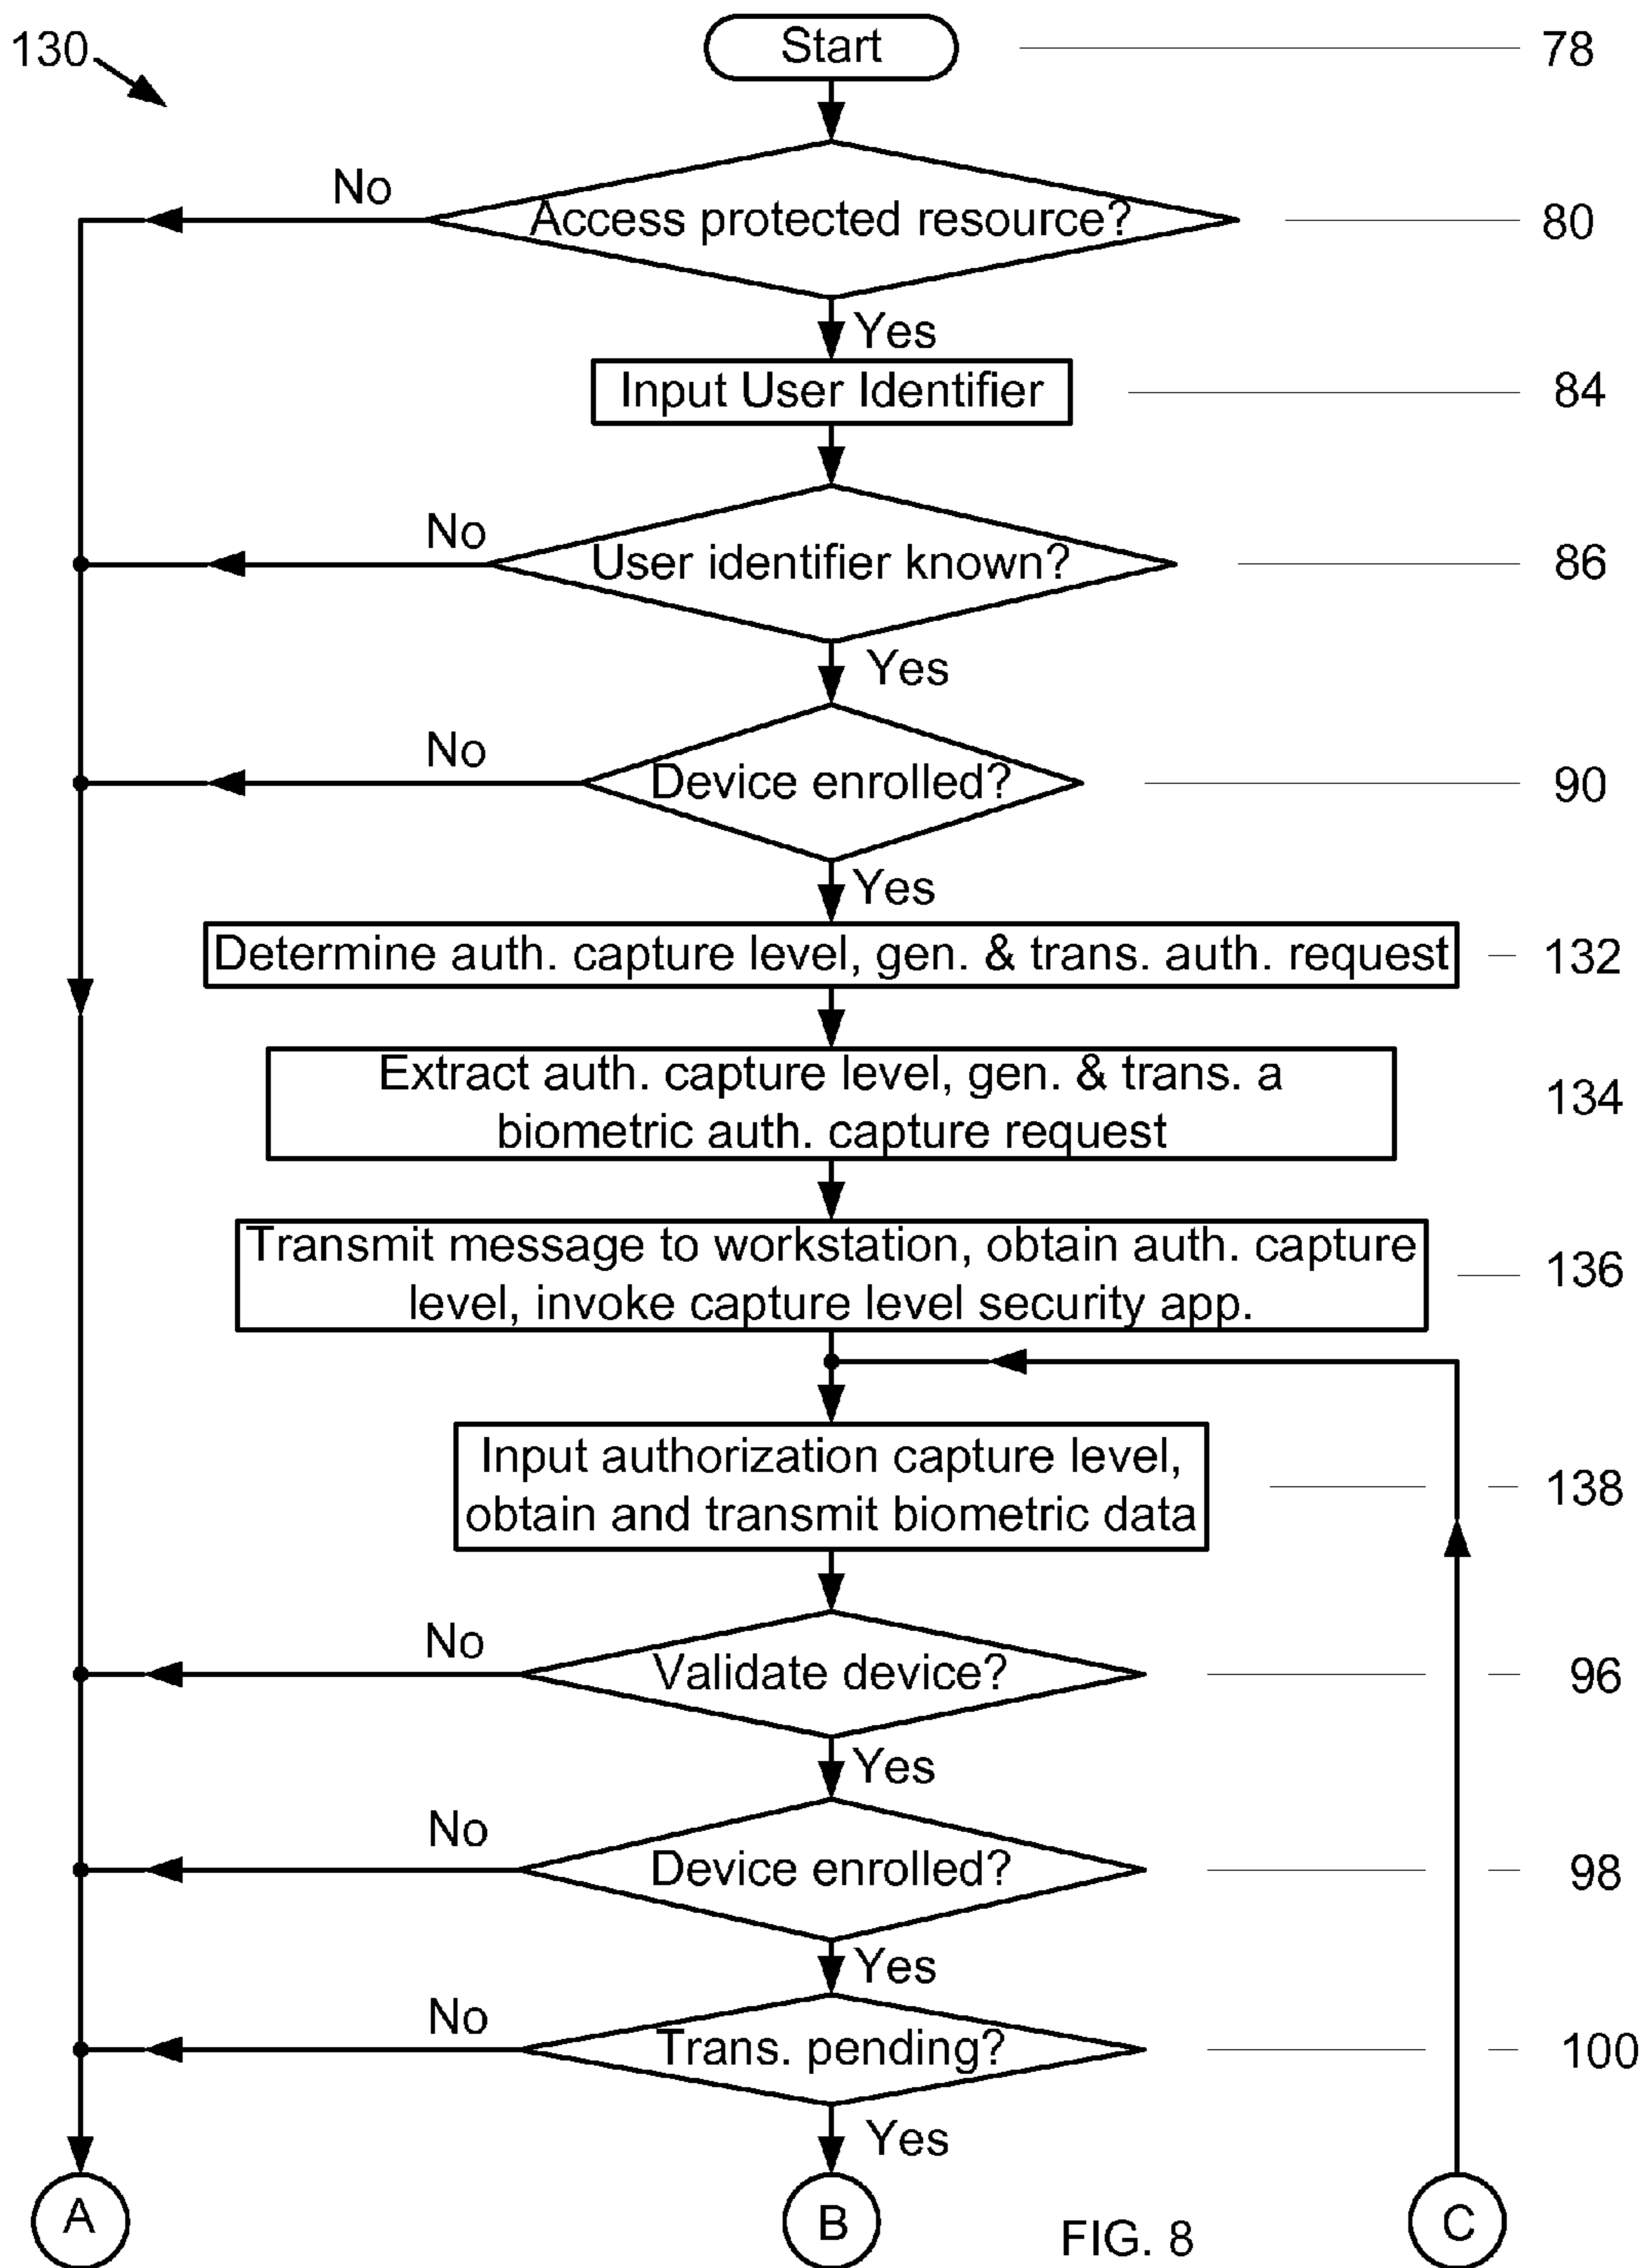 130
Start
78
No
Access protected resource?
80
Yes
Input User Identifier
84
No
User identifier known?
86
Yes
No
Device enrolled?
90
Yes
Determine auth. capture level, gen. & trans. auth. request
132
Extract auth. capture level, gen. & trans. a
biometric auth. capture request
134
Transmit message to workstation, obtain auth. capture
level, invoke capture level security app.
136
Input authorization capture level,
obtain and transmit biometric data
138
No
Validate device?
96
Yes
No
Device enrolled?
98
Yes
No
Trans. pending?
100
Yes
A
B
C
FIG. 8